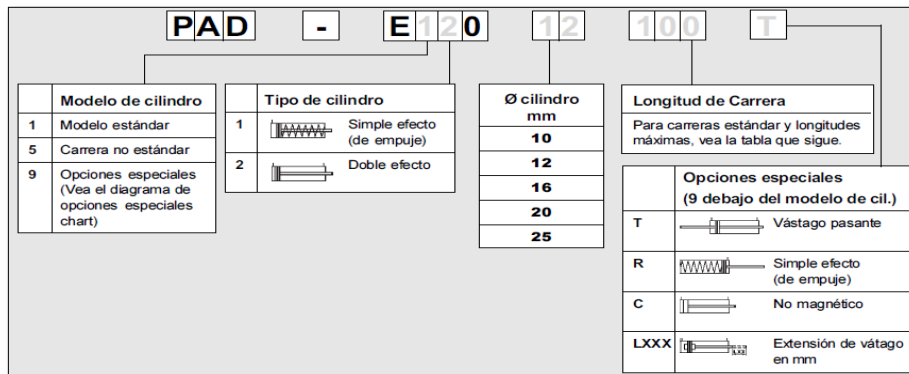 PAD - E120 12 100 T
Modelo de cilindro
1 Modelo estándar
5 Carrera no estándar
9 Opciones especiales
(Vea el diagrama de
opciones especiales
chart)
Tipo de cilindro
1 Simple efecto
(de empuje)
2 Doble efecto
Ø cilindro
mm
10
12
16
20
25
Longitud de Carrera
Para carreras estándar y longitudes
máximas, vea la tabla que sigue.
Opciones especiales
(9 debajo del modelo de cil.)
T Vástago pasante
R Simple efecto
(de empuje)
C No magnético
LXXX Extensión de vátago
en mm